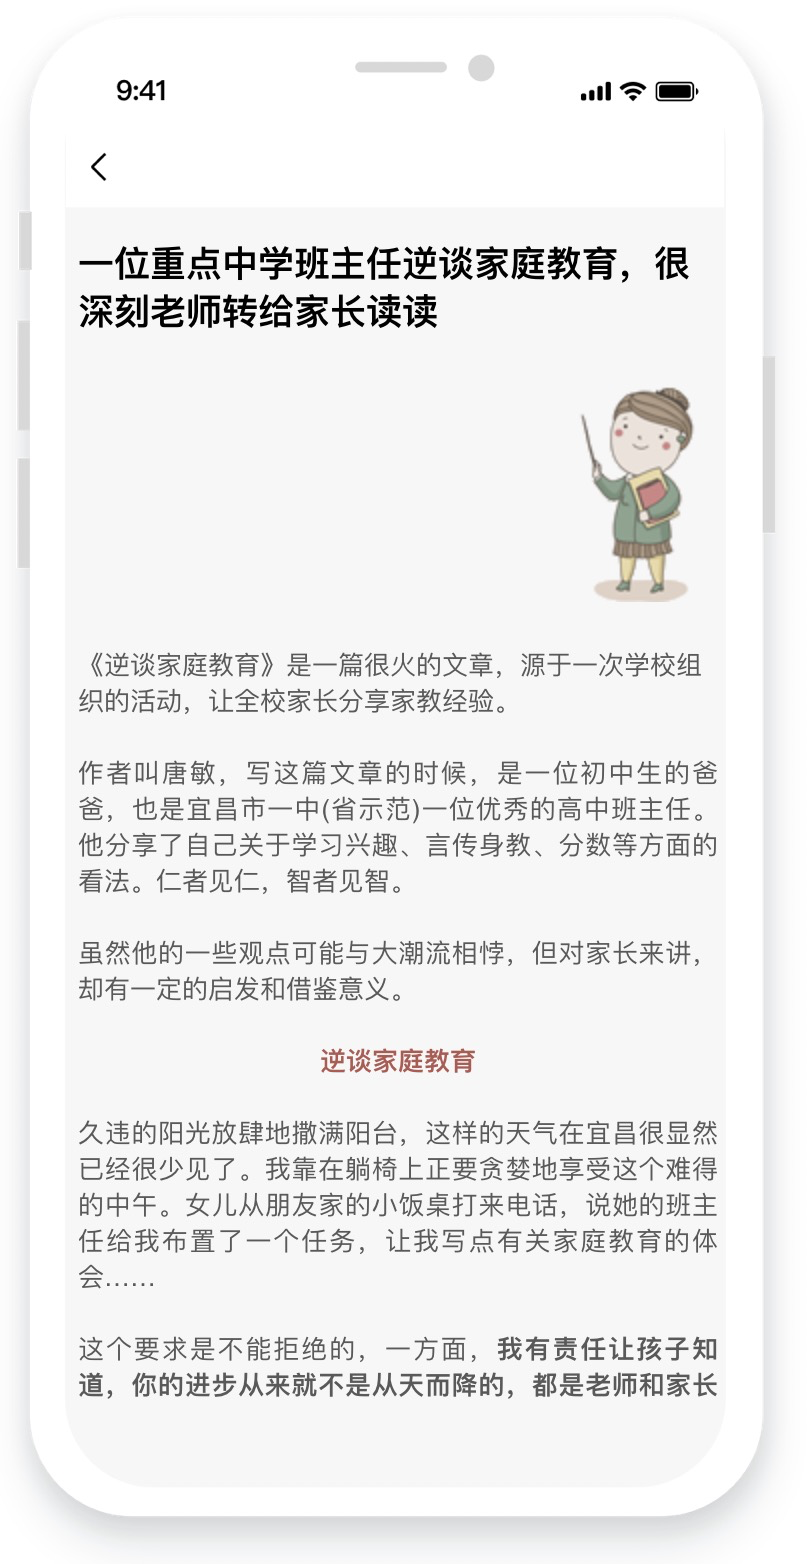 9:41
一位重点中学班主任逆谈家庭教育，很
深刻老师转给家长读读
《逆谈家庭教育》是一篇很火的文章，源于一次学校组
织的活动，让全校家长分享家教经验。
作者叫唐敏，写这篇文章的时候，是一位初中生的爸
爸，也是宜昌市一中(省示范)一位优秀的高中班主任。
他分享了自己关于学习兴趣、言传身教、分数等方面的
看法。仁者见仁，智者见智。
虽然他的一些观点可能与大潮流相悖，但对家长来讲，
却有一定的启发和借鉴意义。
逆谈家庭教育
久违的阳光放肆地撒满阳台，这样的天气在宜昌很显然
已经很少见了。我靠在躺椅上正要贪婪地享受这个难得
的中午。女儿从朋友家的小饭桌打来电话，说她的班主
任给我布置了一个任务，让我写点有关家庭教育的体
会……
这个要求是不能拒绝的，一方面，我有责任让孩子知
道，你的进步从来就不是从天而降的，都是老师和家长